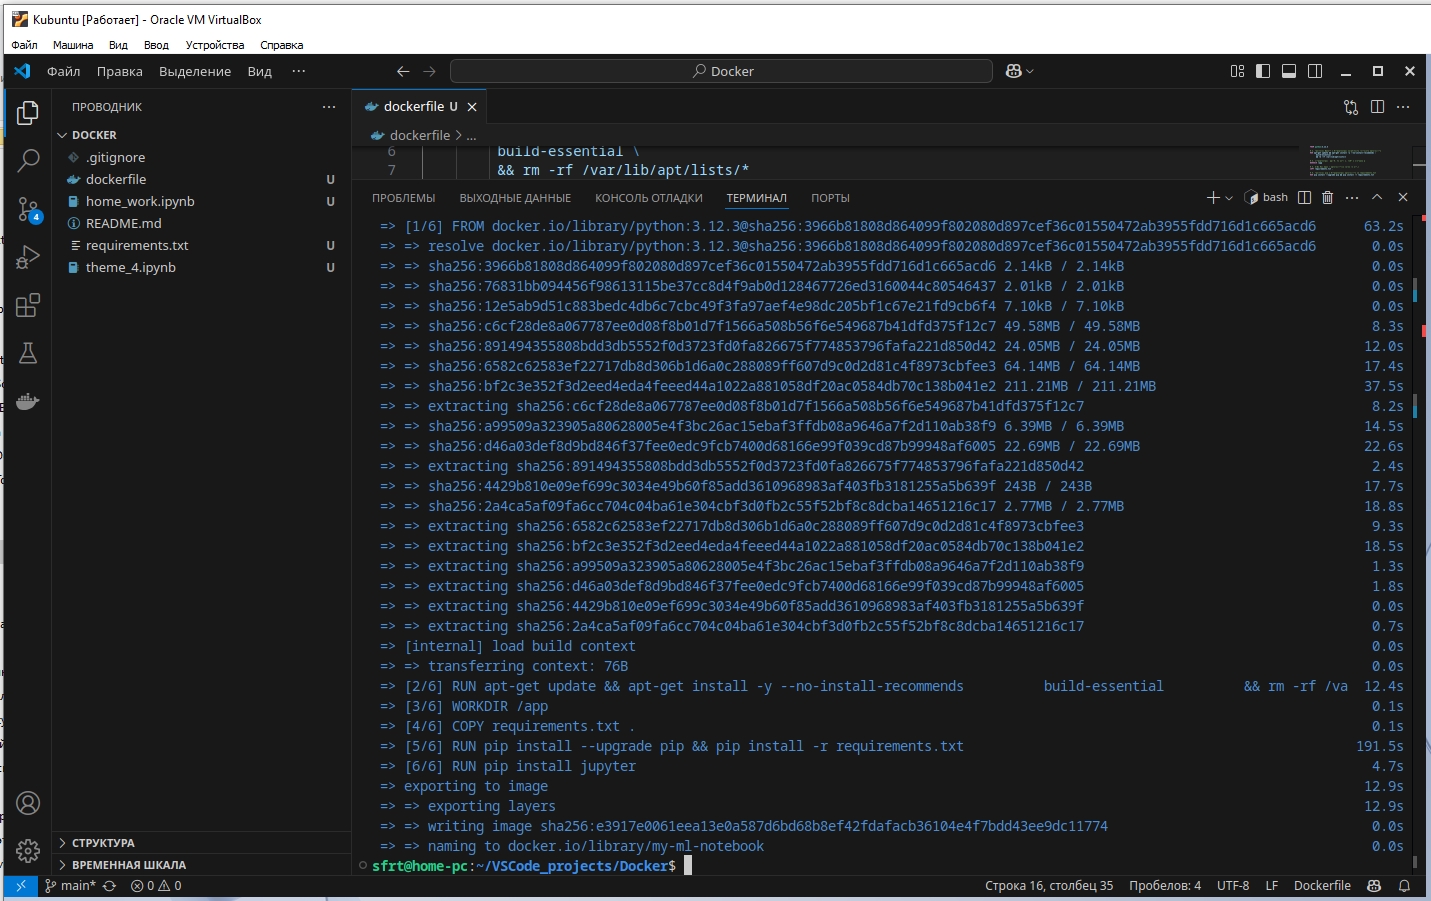 Kubuntu [Работает] - Oracle VM VirtualBox
Файл Машина Вид Ввод Устройства Справка
Файл Правка Выделение Вид ···
Docker
ПРОВОДНИК ···
dockerfile U
DOCKER
dockerfile > ...
.gitignore
dockerfile U
home_work.ipynb U
README.md
requirements.txt U
theme_4.ipynb U
4
6 build-essential \
7 && rm -rf /var/lib/apt/lists/*
ПРОБЛЕМЫ ВЫХОДНЫЕ ДАННЫЕ КОНСОЛЬ ОТЛАДКИ ТЕРМИНАЛ ПОРТЫ
bash
=> [1/6] FROM docker.io/library/python:3.12.3@sha256:3966b81808d864099f802080d897cef36c01550472ab3955fdd716d1c665acd6 63.2s
=> => resolve docker.io/library/python:3.12.3@sha256:3966b81808d864099f802080d897cef36c01550472ab3955fdd716d1c665acd6 0.0s
=> => sha256:3966b81808d864099f802080d897cef36c01550472ab3955fdd716d1c665acd6 2.14kB / 2.14kB 0.0s
=> => sha256:76831bb094456f98613115be37cc8d4f9ab0d128467726ed3160044c80546437 2.01kB / 2.01kB 0.0s
=> => sha256:12e5ab9d51c883bedc4db6c7cbc49f3fa97aef4e98dc205bf1c67e21fd9cb6f4 7.10kB / 7.10kB 0.0s
=> => sha256:c6cf28de8a067787ee0d08f8b01d7f1566a508b56f6e549687b41dfd375f12c7 49.58MB / 49.58MB 8.3s
=> => sha256:891494355808bdd3db5552f0d3723fd0fa826675f774853796fafa221d850d42 24.05MB / 24.05MB 12.0s
=> => sha256:6582c62583ef22717db8d306b1d6a0c288089ff607d9c0d2d81c4f8973cbfee3 64.14MB / 64.14MB 17.4s
=> => sha256:bf2c3e352f3d2eed4eda4feeed44a1022a881058df20ac0584db70c138b041e2 211.21MB / 211.21MB 37.5s
=> => extracting sha256:c6cf28de8a067787ee0d08f8b01d7f1566a508b56f6e549687b41dfd375f12c7 8.2s
=> => sha256:a99509a323905a80628005e4f3bc26ac15ebaf3ffdb08a9646a7f2d110ab38f9 6.39MB / 6.39MB 14.5s
=> => sha256:d46a03def8d9bd846f37fee0edc9fcb7400d68166e99f039cd87b99948af6005 22.69MB / 22.69MB 22.6s
=> => extracting sha256:891494355808bdd3db5552f0d3723fd0fa826675f774853796fafa221d850d42 2.4s
=> => sha256:4429b810e09ef699c3034e49b60f85add3610968983af403fb3181255a5b639f 243B / 243B 17.7s
=> => sha256:2a4ca5af09fa6cc704c04ba61e304cbf3d0fb2c55f52bf8c8dcba14651216c17 2.77MB / 2.77MB 18.8s
=> => extracting sha256:6582c62583ef22717db8d306b1d6a0c288089ff607d9c0d2d81c4f8973cbfee3 9.3s
=> => extracting sha256:bf2c3e352f3d2eed4eda4feeed44a1022a881058df20ac0584db70c138b041e2 18.5s
=> => extracting sha256:a99509a323905a80628005e4f3bc26ac15ebaf3ffdb08a9646a7f2d110ab38f9 1.3s
=> => extracting sha256:d46a03def8d9bd846f37fee0edc9fcb7400d68166e99f039cd87b99948af6005 1.8s
=> => extracting sha256:4429b810e09ef699c3034e49b60f85add3610968983af403fb3181255a5b639f 0.0s
=> => extracting sha256:2a4ca5af09fa6cc704c04ba61e304cbf3d0fb2c55f52bf8c8dcba14651216c17 0.7s
=> [internal] load build context 0.0s
=> => transferring context: 76B 0.0s
=> [2/6] RUN apt-get update && apt-get install -y --no-install-recommends build-essential && rm -rf /va 12.4s
=> [3/6] WORKDIR /app 0.1s
=> [4/6] COPY requirements.txt . 0.1s
=> [5/6] RUN pip install --upgrade pip && pip install -r requirements.txt 191.5s
=> [6/6] RUN pip install jupyter 4.7s
=> exporting to image 12.9s
=> => exporting layers 12.9s
=> => writing image sha256:e3917e0061eea13e0a587d6bd68b8ef42fdafacb36104e4f7bdd43ee9dc11774 0.0s
=> => naming to docker.io/library/my-ml-notebook 0.0s
sfrt@home-pc:~/VSCode_projects/Docker$
СТРУКТУРА
ВРЕМЕННАЯ ШКАЛА
main* 0 0 Строка 16, столбец 35 Пробелов: 4 UTF-8 LF Dockerfile